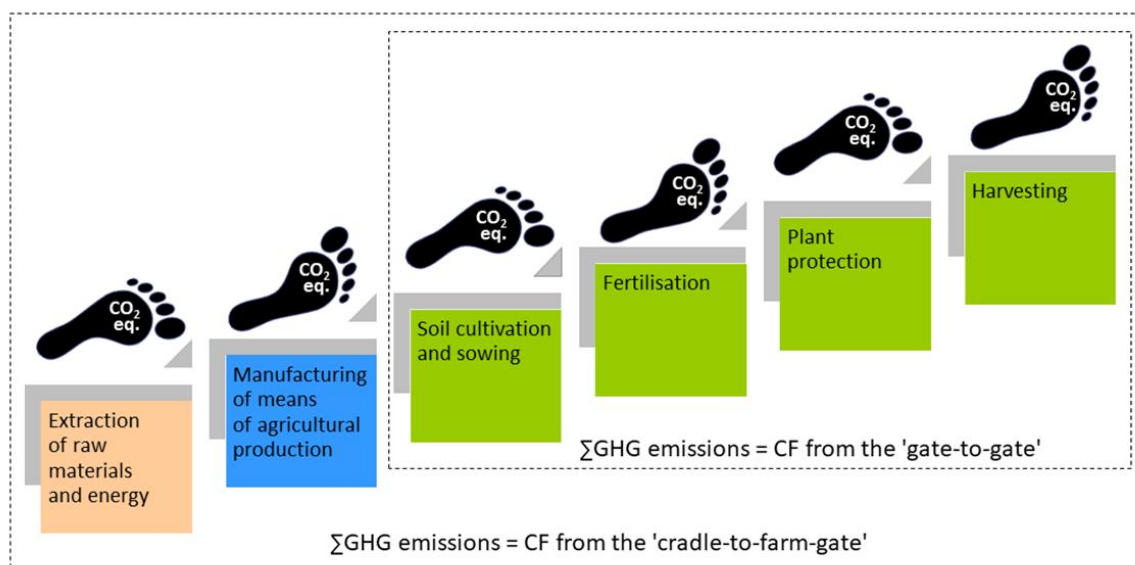 CO₂
eq.
Extraction
of raw
materials
and energy
CO₂
eq.
Manufacturing
of means
of agricultural
production
CO₂
eq.
Soil cultivation
and sowing
CO₂
eq.
Fertilisation
CO₂
eq.
Plant
protection
CO₂
eq.
Harvesting
∑GHG emissions = CF from the 'gate-to-gate'
∑GHG emissions = CF from the 'cradle-to-farm-gate'